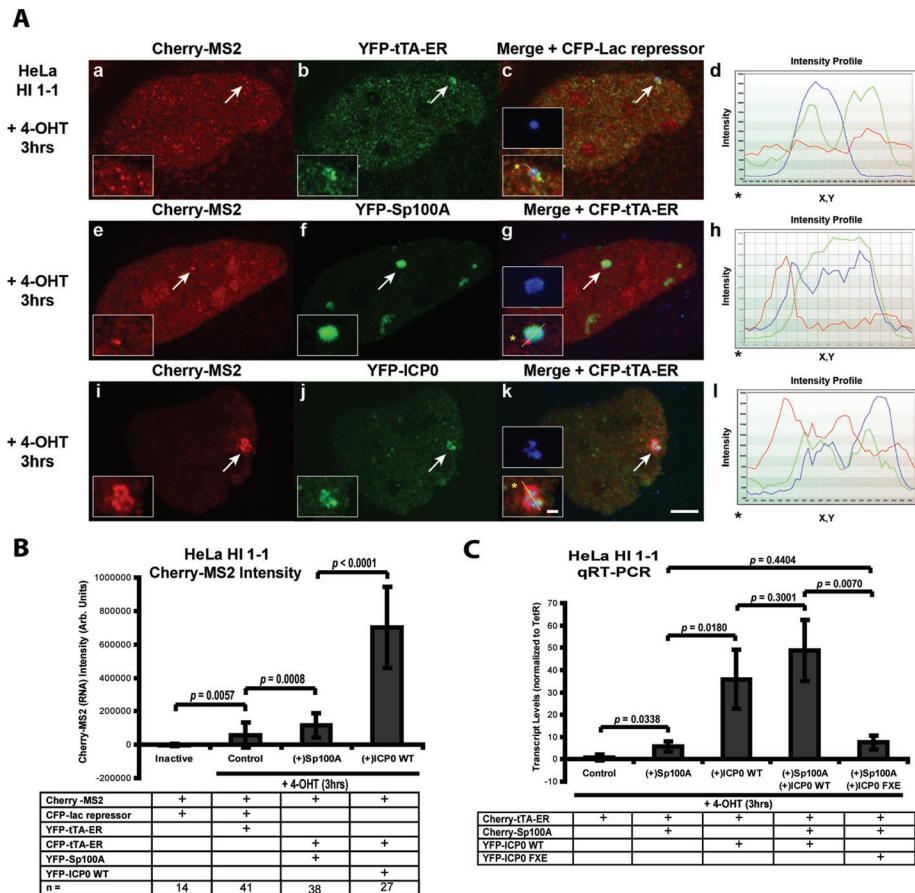 A
Cherry-MS2 YFP-tTA-ER Merge + CFP-Lac repressor
HeLa
HI 1-1
+ 4-OHT
3hrs
a b c d
Intensity Profile
Intensity
X,Y
*
*
Cherry-MS2 YFP-Sp100A Merge + CFP-tTA-ER
+ 4-OHT
3hrs
e f g h
Intensity Profile
Intensity
X,Y
*
*
Cherry-MS2 YFP-ICP0 Merge + CFP-tTA-ER
+ 4-OHT
3hrs
i j k l
Intensity Profile
Intensity
X,Y
*
*
B
HeLa HI 1-1
Cherry-MS2 Intensity
Cherry-MS2 (RNA) Intensity (Arb. Units)
1000000
800000
600000
400000
200000
0
-200000
p = 0.0057
p = 0.0008
p < 0.0001
Inactive Control (+)Sp100A (+)ICP0 WT
+ 4-OHT (3hrs)
Cherry -MS2 + + + +
CFP-lac repressor + +
YFP-tTA-ER +
CFP-tTA-ER + +
YFP-Sp100A +
YFP-ICP0 WT +
n = 14 41 38 27
C
HeLa HI 1-1
qRT-PCR
Transcript Levels (normalized to TetR)
70
60
50
40
30
20
10
0
-10
p = 0.4404
p = 0.0070
p = 0.3001
p = 0.0180
p = 0.0338
Control (+)Sp100A (+)ICP0 WT (+)Sp100A (+)Sp100A
(+)ICP0 WT (+)ICP0 FXE
+ 4-OHT (3hrs)
Cherry-tTA-ER + + + + +
Cherry-Sp100A + + +
YFP-ICP0 WT + +
YFP-ICP0 FXE +